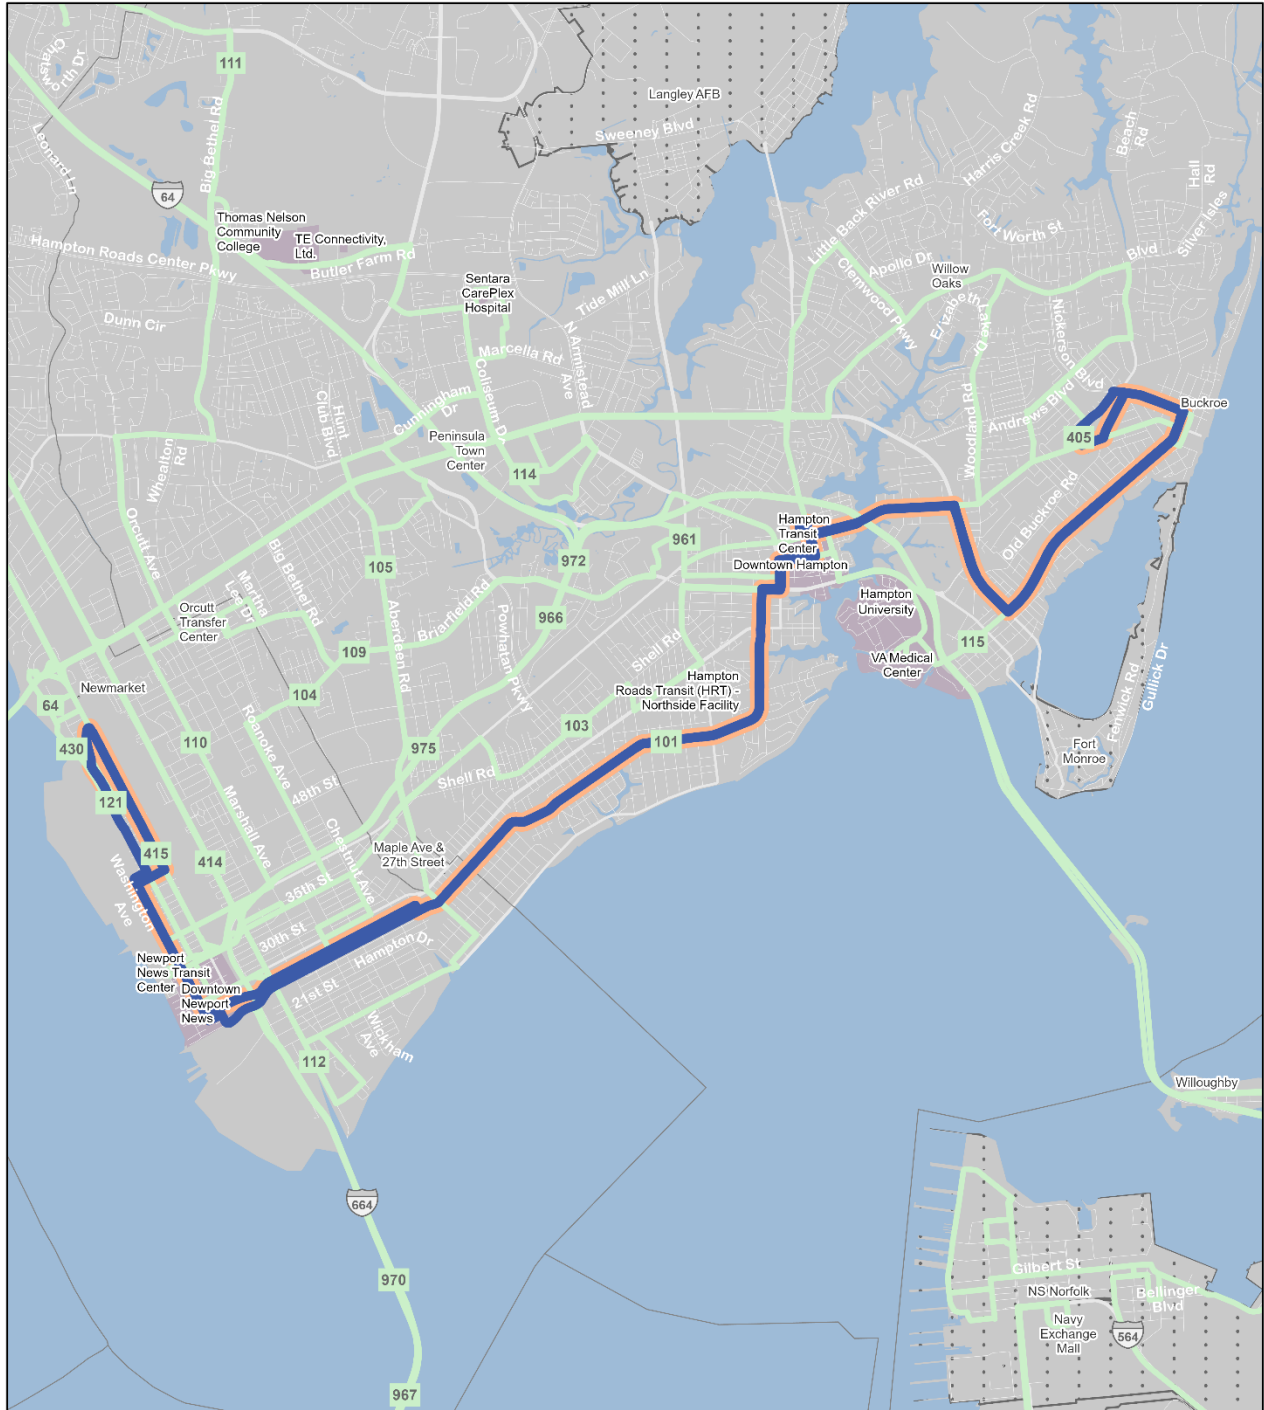 Chatsworth Dr
111
Langley AFB
Sweeney Blvd
Leonard Ln
Big Bethel Rd
64
Harris Creek Rd
Beach
Rd
Hall
Rd
Silver Isles
Thomas Nelson
Community
College
TE Connectivity,
Ltd.
Hampton Roads Center Pkwy
Butler Farm Rd
Little Back River Rd
Fort Worth St
Blvd
Apollo Dr
Willow
Oaks
Clemwood Pkwy
Sentara
CarePlex
Hospital
Tide Mill Ln
Elizabeth Lake Dr
Nickerson Blvd
Dunn Cir
Marcella Rd
N Armistead
Ave
Coliseum Dr
Cunningham
Dr
Hunt
Club Blvd
Buckroe
Andrews Blvd
405
Peninsula
Town
Center
Whealton
Rd
114
Woodland Rd
Old Buckroe Rd
Orcutt Ave
Hampton
Transit
Center
961
Downtown Hampton
972
105
Big Bethel Rd
Martha
Lee Dr
Orcutt
Transfer
Center
Briarfield Rd
966
Powhatan Pkwy
Aberdeen Rd
Hampton
University
115
109
Shell Rd
VA Medical
Center
Hampton
Roads Transit (HRT) -
Northside Facility
Newmarket
104
64
Fenwick Rd
Gullick Dr
430
110
Roanoke Ave
103
975
101
Fort
Monroe
Shell Rd
48th St
121
Marshall Ave
Chestnut Ave
415
414
Maple Ave &
27th Street
Washington
Ave
35th St
30th St
Hampton Dr
Newport
News Transit
Center
Downtown
Newport
News
21st St
Wickham
Ave
112
Willoughby
664
970
Gilbert St
NS Norfolk
Bellinger
Blvd
Navy
Exchange
Mall
564
967